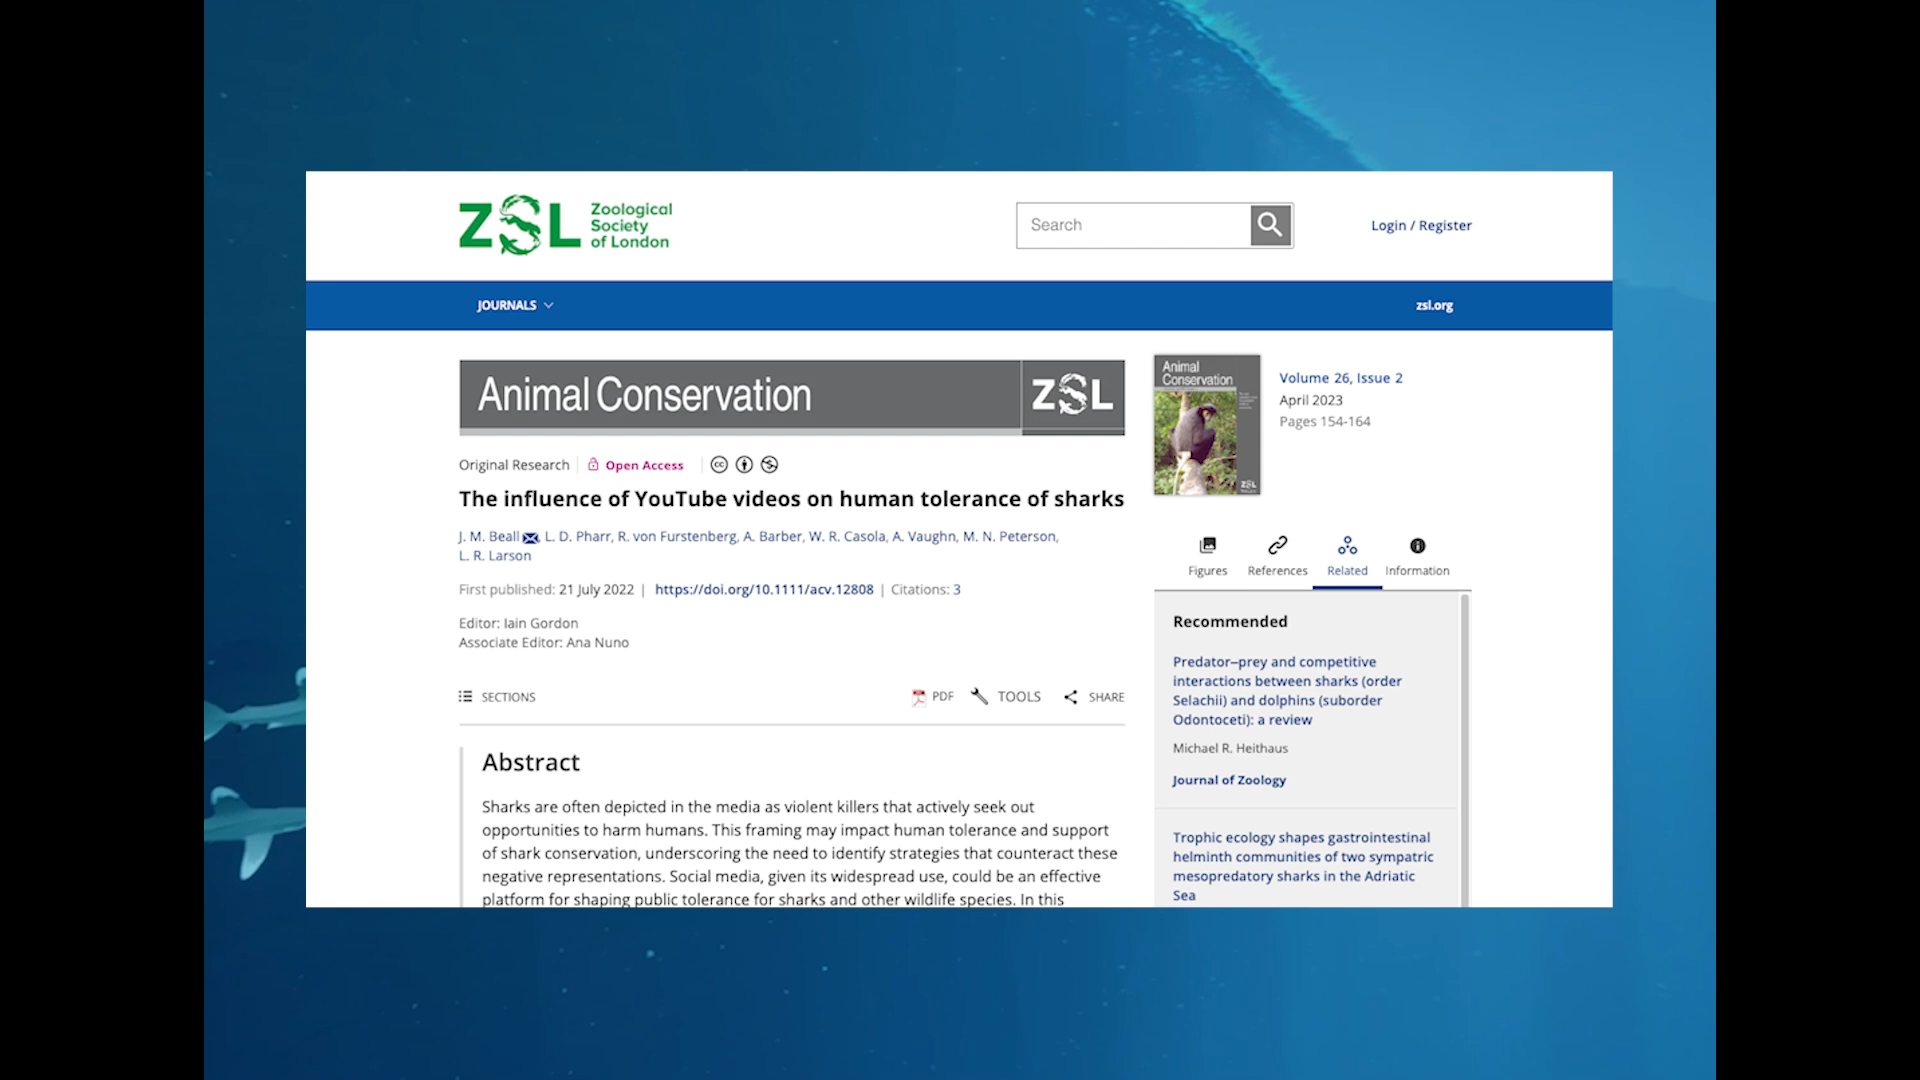 ZSL Zoological
Society
of London
Search
Login / Register
JOURNALS
zsl.org
Animal Conservation ZSL
Original Research Open Access
The influence of YouTube videos on human tolerance of sharks
J. M. Beall, L. D. Pharr, R. von Furstenberg, A. Barber, W. R. Casola, A. Vaughn, M. N. Peterson,
L. R. Larson
First published: 21 July 2022 | https://doi.org/10.1111/acv.12808 | Citations: 3
Editor: Iain Gordon
Associate Editor: Ana Nuno
SECTIONS
PDF TOOLS SHARE
Abstract
Sharks are often depicted in the media as violent killers that actively seek out
opportunities to harm humans. This framing may impact human tolerance and support
of shark conservation, underscoring the need to identify strategies that counteract these
negative representations. Social media, given its widespread use, could be an effective
platform for shaping public tolerance for sharks and other wildlife species. In this
Animal
Conservation
ZSL
Volume 26, Issue 2
April 2023
Pages 154-164
Figures References Related Information
Recommended
Predator–prey and competitive
interactions between sharks (order
Selachii) and dolphins (suborder
Odontoceti): a review
Michael R. Heithaus
Journal of Zoology
Trophic ecology shapes gastrointestinal
helminth communities of two sympatric
mesopredatory sharks in the Adriatic
Sea